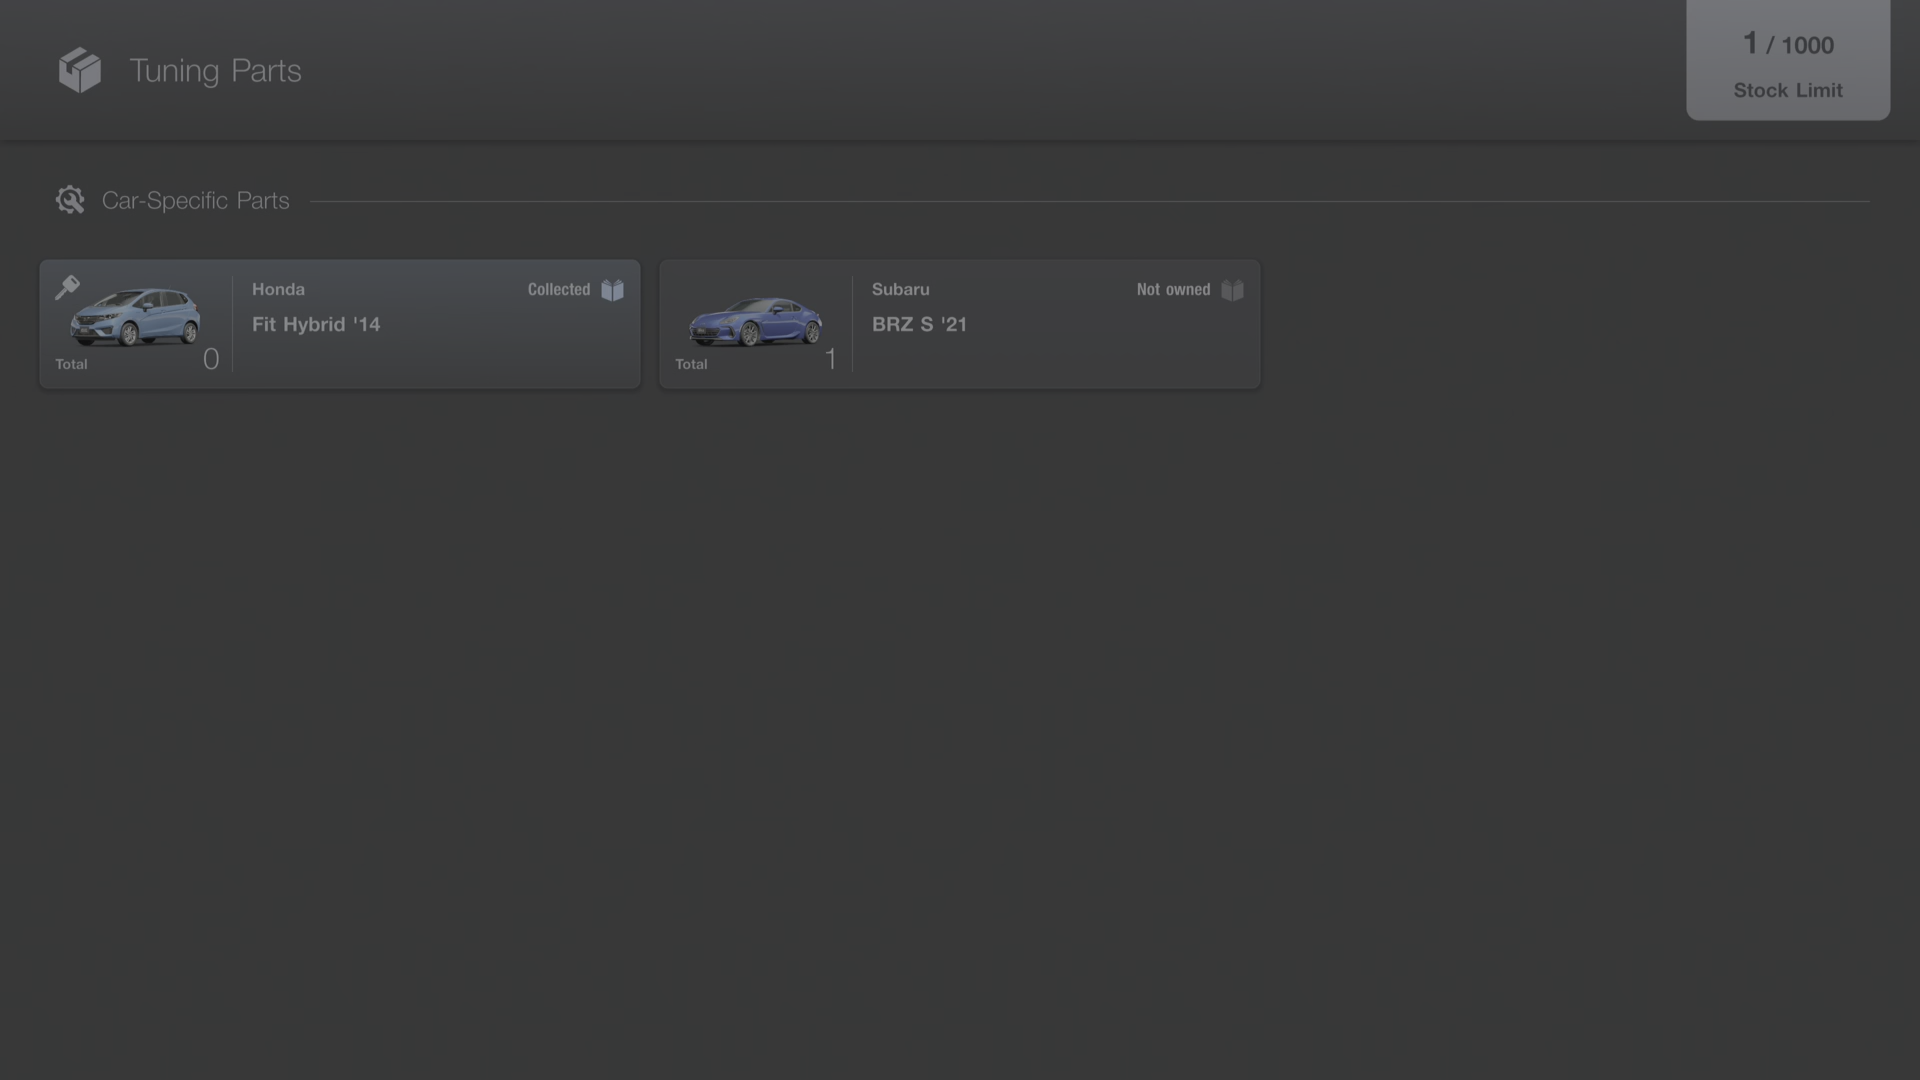 Tuning Parts
1 / 1000
Stock Limit
Car-Specific Parts
Honda
Collected
Fit Hybrid '14
Total
0
Subaru
Not owned
BRZ S '21
Total
1